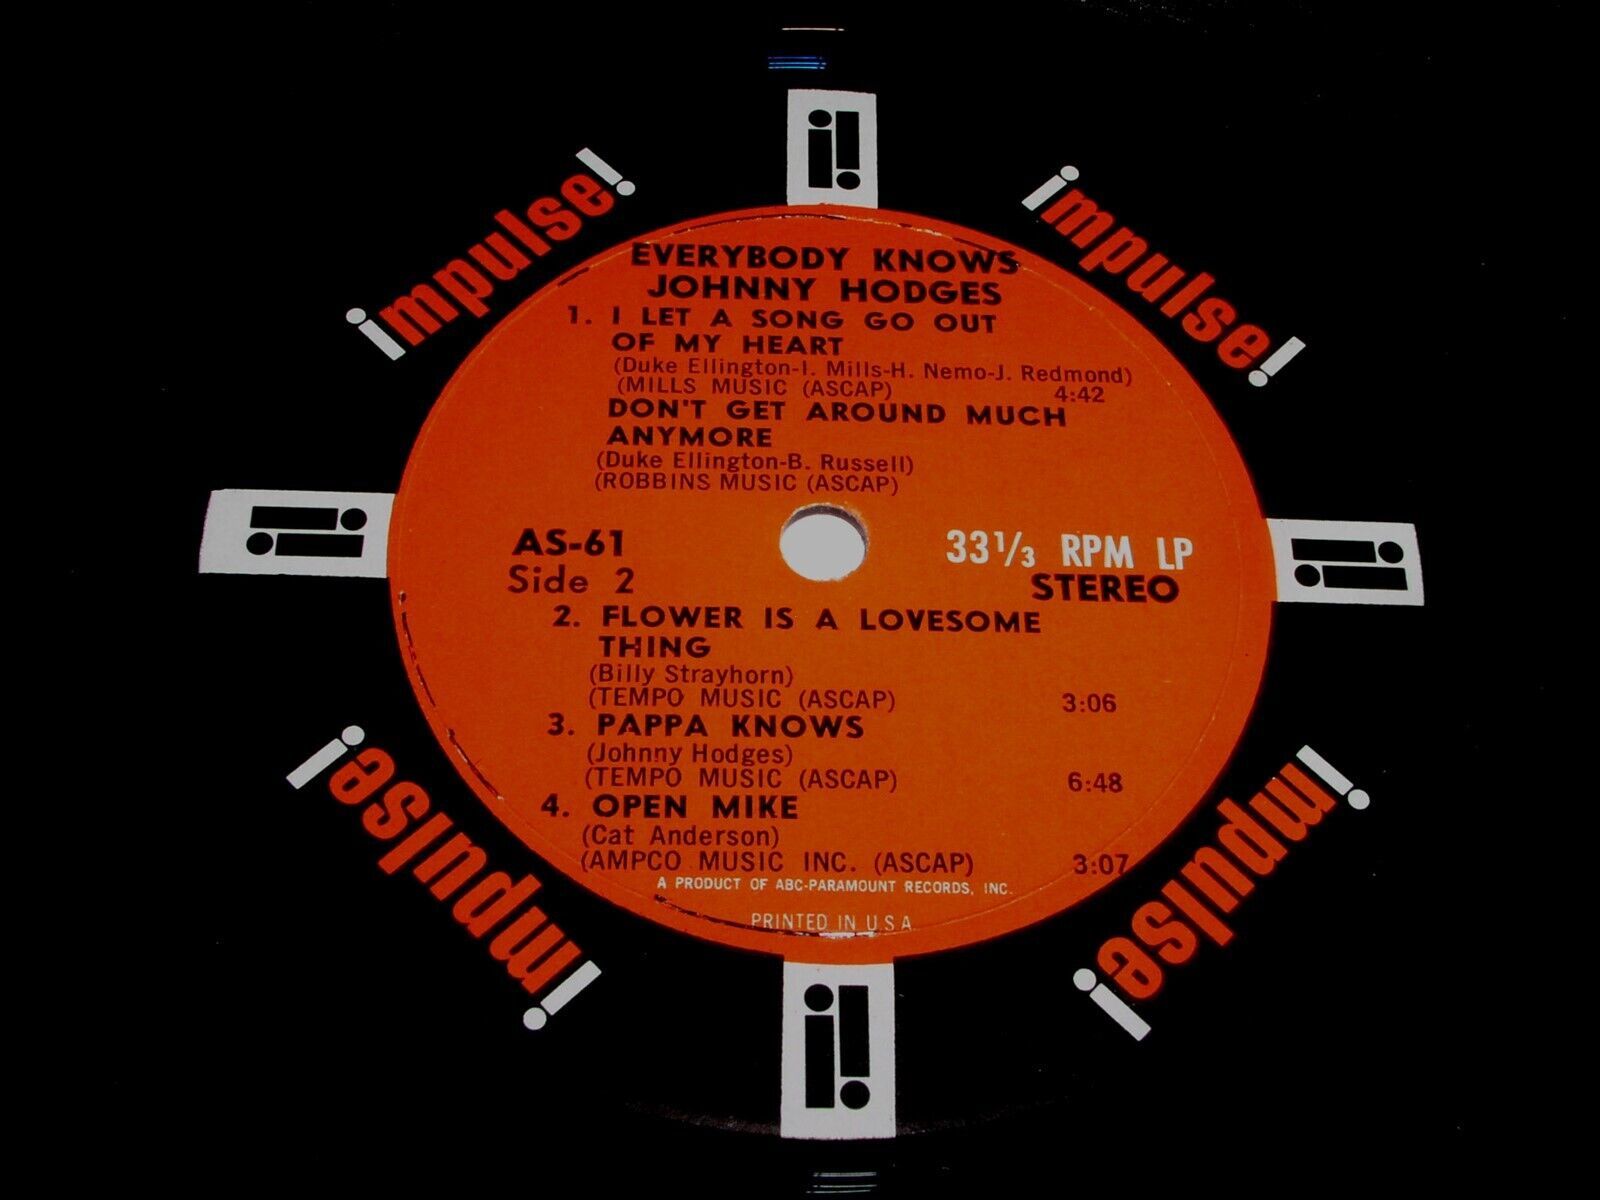 impulse!
impulse!
EVERYBODY KNOWS
JOHNNY HODGES
1. I LET A SONG GO OUT
OF MY HEART
(Duke Ellington-I. Mills-H. Nemo-J. Redmond)
(MILLS MUSIC (ASCAP) 4:42
DON'T GET AROUND MUCH
ANYMORE
(Duke Ellington-B. Russell)
(ROBBINS MUSIC (ASCAP)
AS-61 33 1/3 RPM LP
Side 2 STEREO
2. FLOWER IS A LOVESOME
THING
(Billy Strayhorn)
(TEMPO MUSIC (ASCAP) 3:06
3. PAPPA KNOWS
(Johnny Hodges)
(TEMPO MUSIC (ASCAP) 6:48
4. OPEN MIKE
(Cat Anderson)
(AMPCO MUSIC INC. (ASCAP) 3:07
A PRODUCT OF ABC-PARAMOUNT RECORDS, INC.
PRINTED IN U.S.A.
impulse!
impulse!